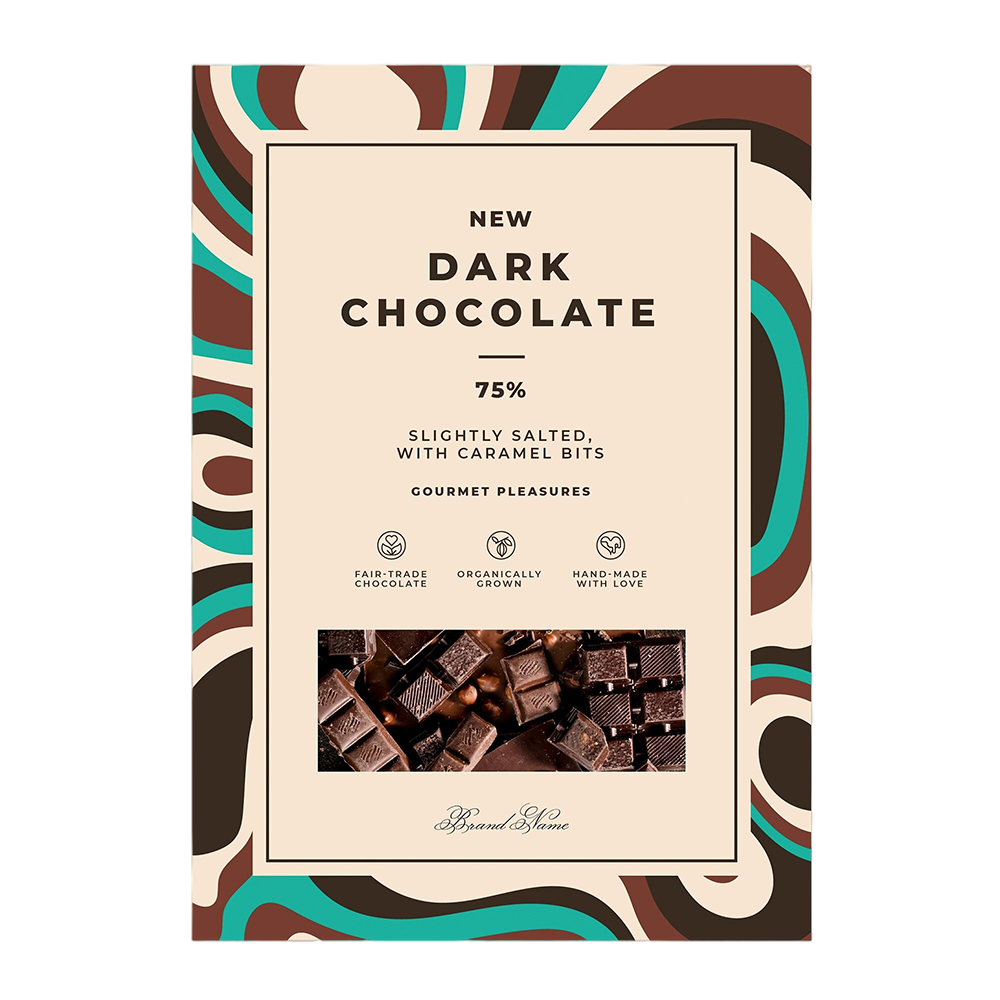 NEW
DARK
CHOCOLATE
75%
SLIGHTLY SALTED,
WITH CARAMEL BITS
GOURMET PLEASURES
FAIR-TRADE
CHOCOLATE
ORGANICALLY
GROWN
HAND-MADE
WITH LOVE
Brand Name